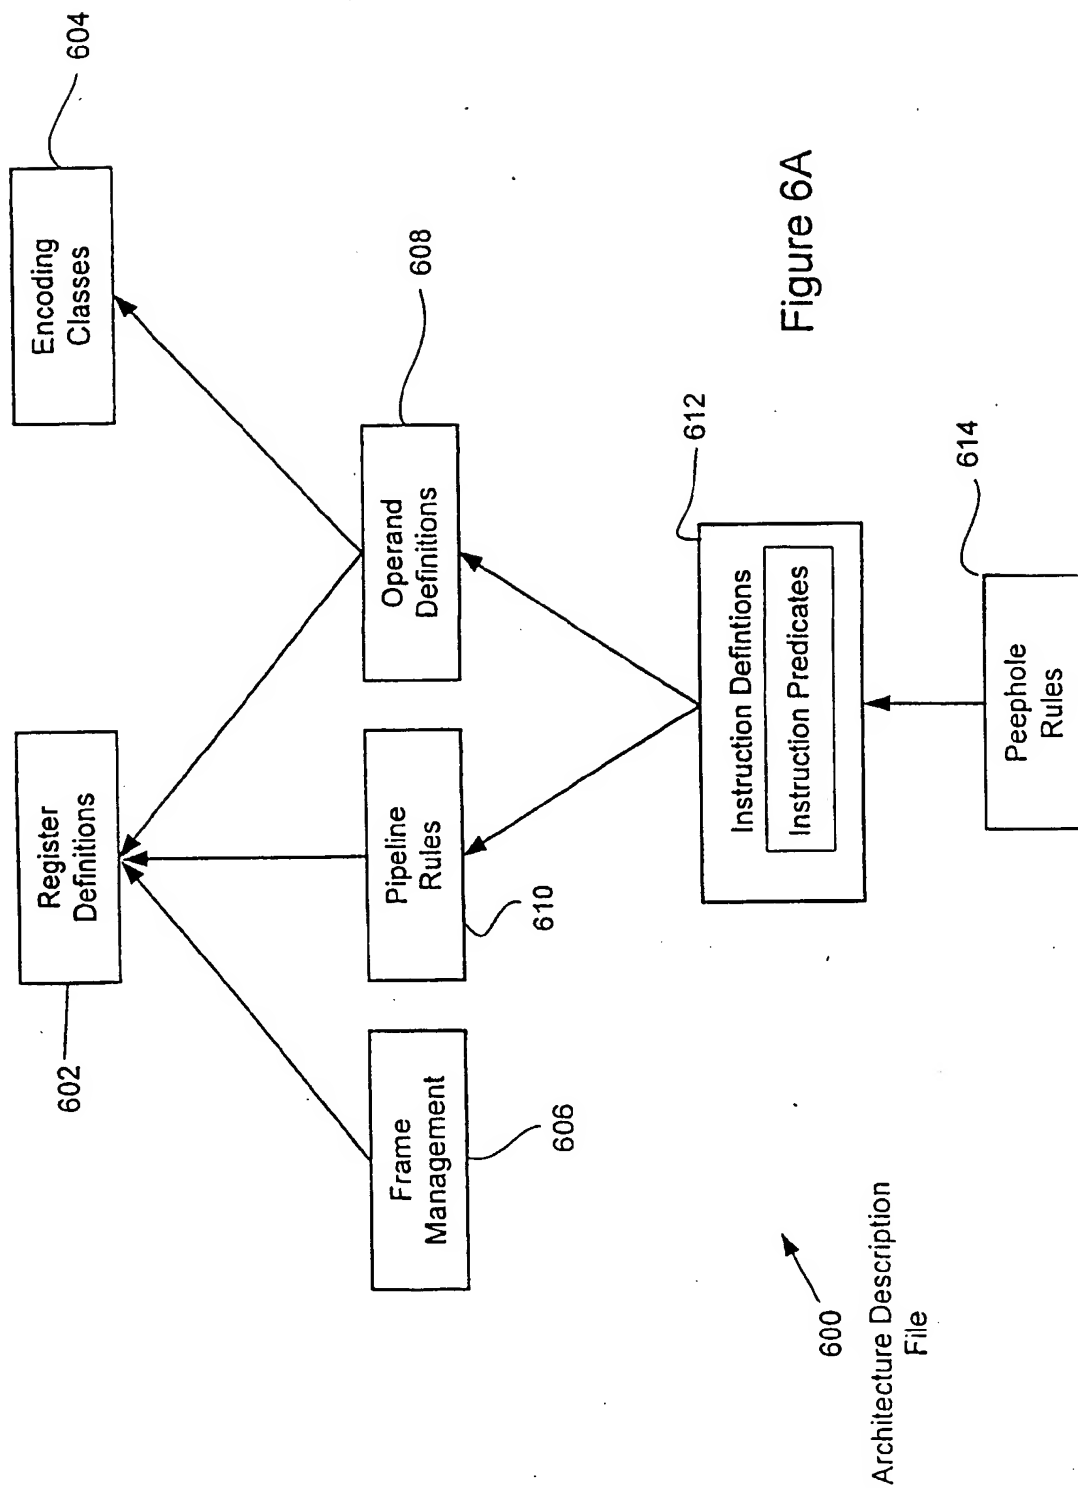 602
Register
Definitions
Encoding
Classes
604
Frame
Management
606
Pipeline
Rules
610
Operand
Definitions
608
Instruction Defintions
Instruction Predicates
612
Peephole
Rules
614
600
Architecture Description
File
Figure 6A